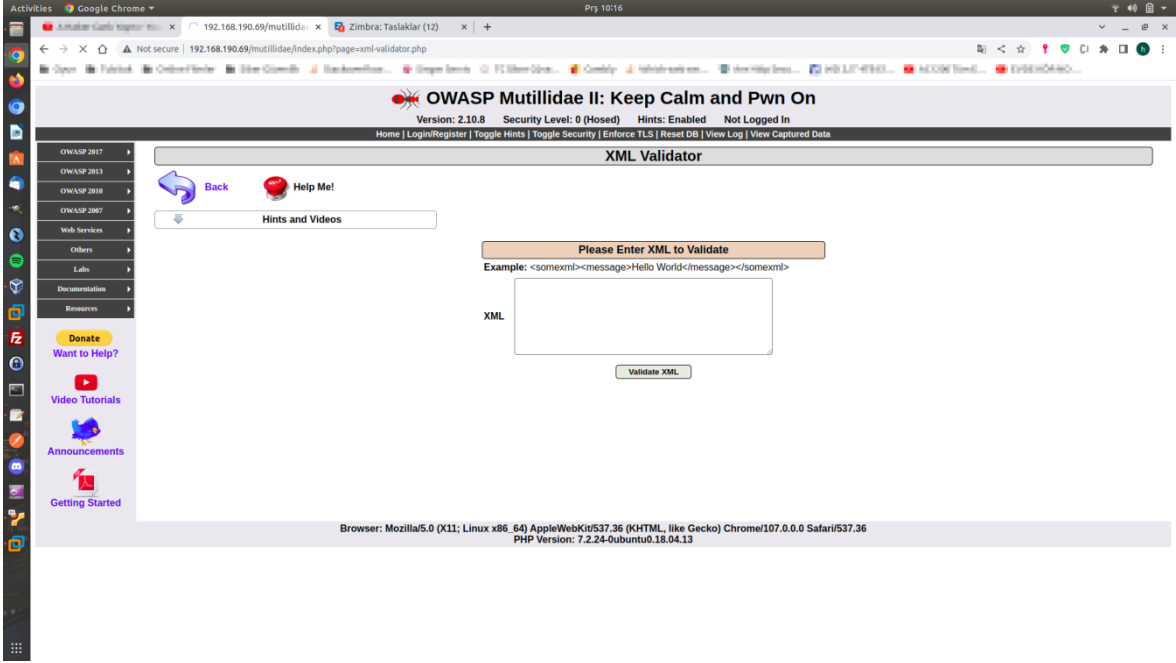 Activities Google Chrome Prş 10:16
192.168.190.69/mutillidae Zimbra: Taslaklar (12)
Not secure | 192.168.190.69/mutillidae/index.php?page=xml-validator.php
OWASP Mutillidae II: Keep Calm and Pwn On
Version: 2.10.8 Security Level: 0 (Hosed) Hints: Enabled Not Logged In
Home | Login/Register | Toggle Hints | Toggle Security | Enforce TLS | Reset DB | View Log | View Captured Data
OWASP 2017
OWASP 2013
OWASP 2010
OWASP 2007
Web Services
Others
Labs
Documentation
Resources
Donate
Want to Help?
Video Tutorials
Announcements
Getting Started
XML Validator
Back Help Me!
Hints and Videos
Please Enter XML to Validate
Example: <somexml><message>Hello World</message></somexml>
XML
Validate XML
Browser: Mozilla/5.0 (X11; Linux x86_64) AppleWebKit/537.36 (KHTML, like Gecko) Chrome/107.0.0.0 Safari/537.36
PHP Version: 7.2.24-0ubuntu0.18.04.13